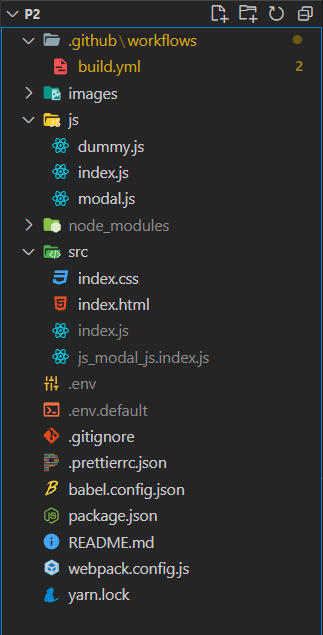 P2
.github\workflows
build.yml 2
images
js
dummy.js
index.js
modal.js
node_modules
src
index.css
index.html
index.js
js_modal_js.index.js
.env
.env.default
.gitignore
.prettierrc.json
babel.config.json
package.json
README.md
webpack.config.js
yarn.lock